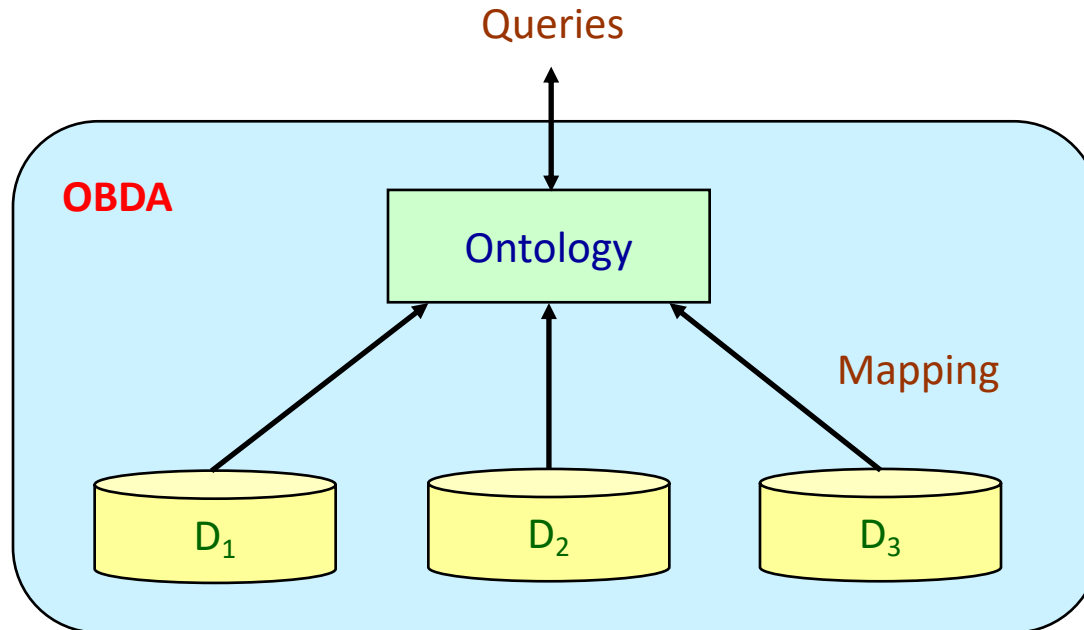 Queries
OBDA
Ontology
Mapping
D₁
D₂
D₃